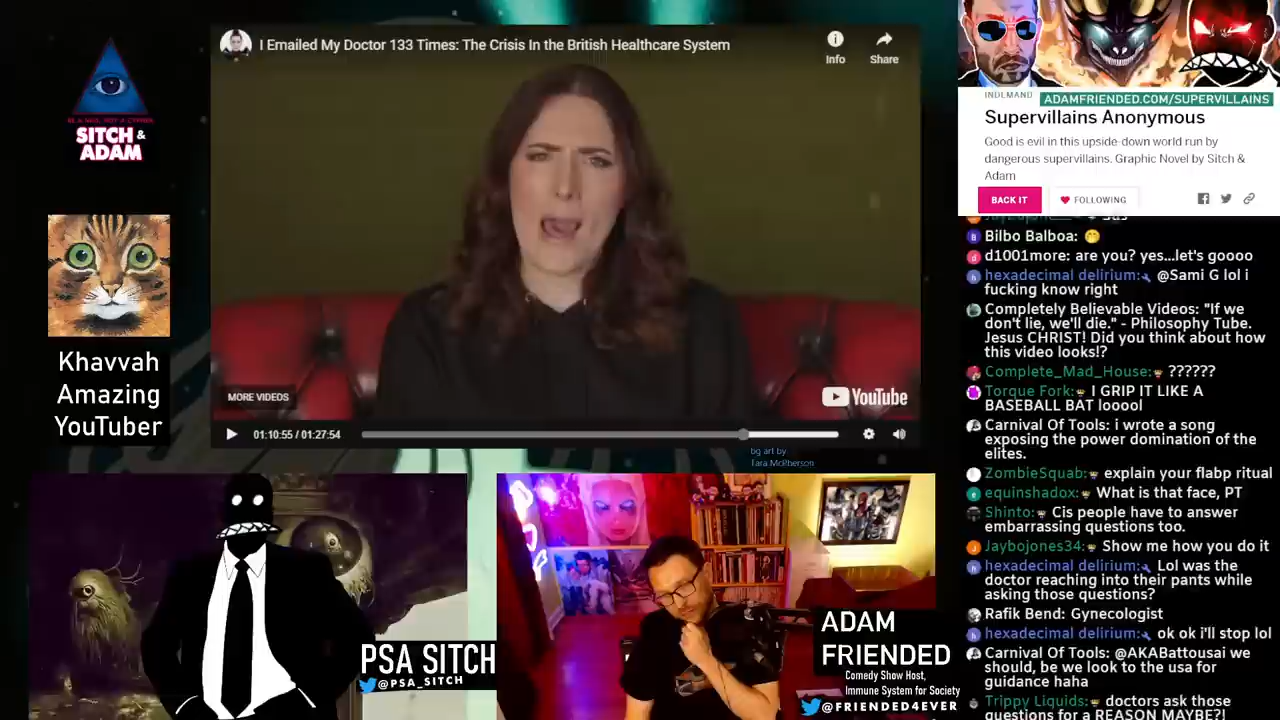 I Emailed My Doctor 133 Times: The Crisis In the British Healthcare System
Info
Share
SITCH &
ADAM
Khavvah
Amazing
YouTuber
MORE VIDEOS
YouTube
01:10:55 / 01:27:54
bg art by
Tara McPherson
PSA SITCH
@PSA_SITCH
ADAM
FRIENDED
Comedy Show Host,
Immune System for Society
@FRIENDED4EVER
INDEMAND
ADAMFRIENDED.COM/SUPERVILLAINS
Supervillains Anonymous
Good is evil in this upside-down world run by
dangerous supervillains. Graphic Novel by Sitch &
Adam
BACK IT
FOLLOWING
Bilbo Balboa:
d1001more: are you? yes...let's goooo
hexadecimal delirium: @Sami G lol i
fucking know right
Completely Believable Videos: "If we
don't lie, we'll die." - Philosophy Tube.
Jesus CHRIST! Did you think about how
this video looks!?
Complete_Mad_House: ??????
Torque Fork: I GRIP IT LIKE A
BASEBALL BAT looool
Carnival Of Tools: i wrote a song
exposing the power domination of the
elites.
ZombieSquab: explain your flabp ritual
equinshadox: What is that face, PT
Shinto: Cis people have to answer
embarrassing questions too.
Jaybojones34: Show me how you do it
hexadecimal delirium: Lol was the
doctor reaching into their pants while
asking those questions?
Rafik Bend: Gynecologist
hexadecimal delirium: ok ok i'll stop lol
Carnival Of Tools: @AKABattousai we
should, be we look to the usa for
guidance haha
Trippy Liquids: doctors ask those
questions for a REASON MAYBE?!